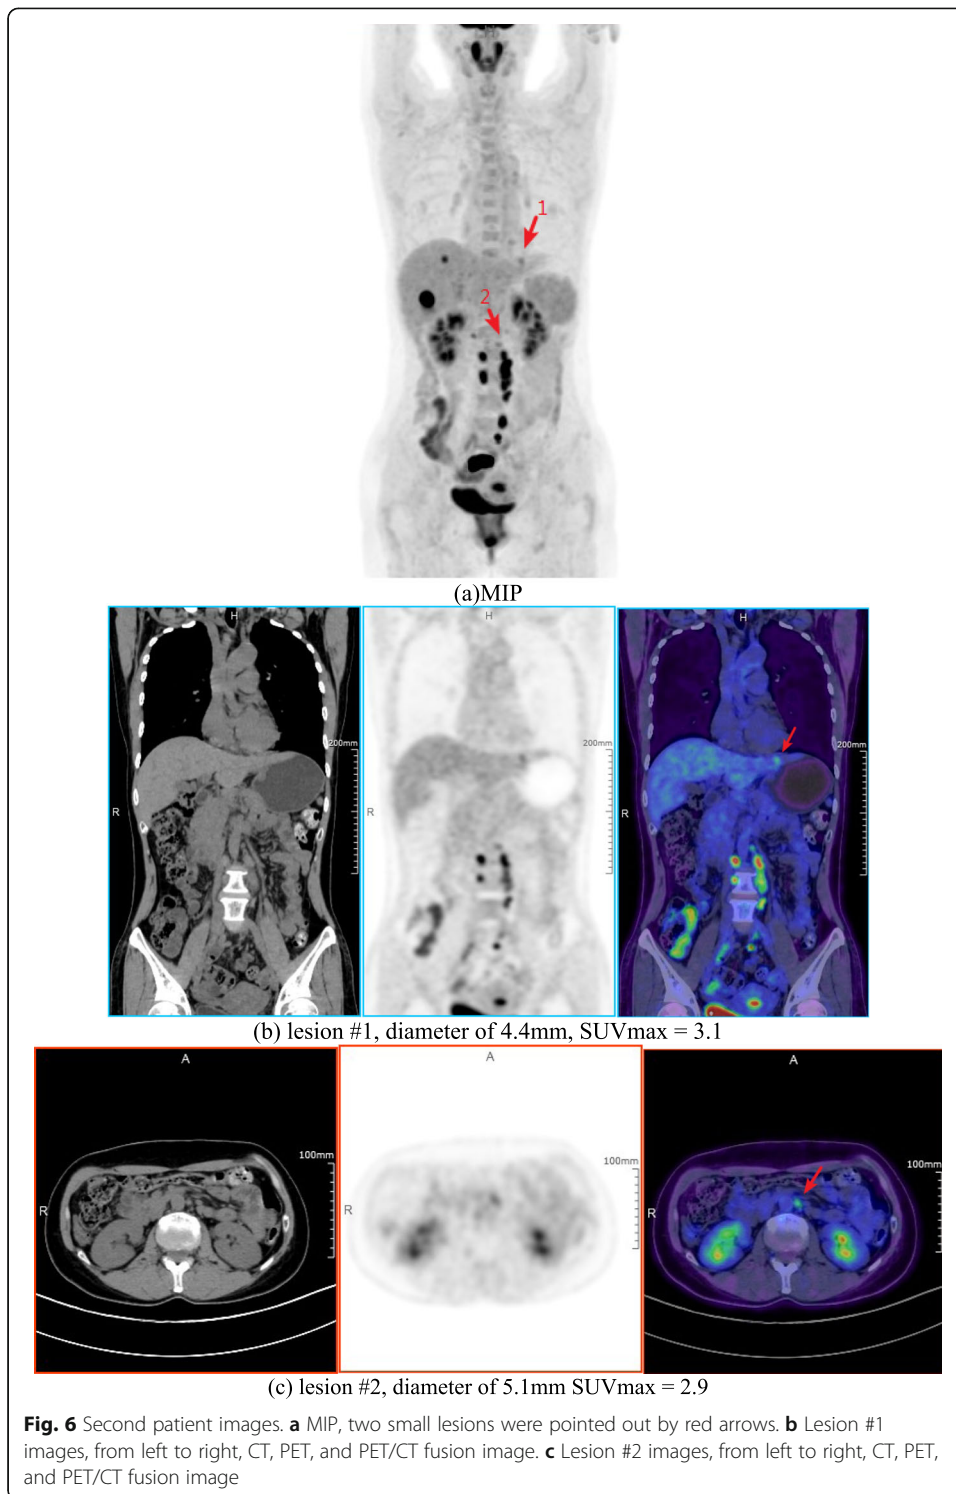 H
1
2
(a)MIP
H
H
H
200mm
200mm
200mm
R
R
R
(b) lesion #1, diameter of 4.4mm, SUVmax = 3.1
A
A
A
100mm
100mm
100mm
R
R
R
(c) lesion #2, diameter of 5.1mm SUVmax = 2.9
Fig. 6 Second patient images. a MIP, two small lesions were pointed out by red arrows. b Lesion #1
images, from left to right, CT, PET, and PET/CT fusion image. c Lesion #2 images, from left to right, CT, PET,
and PET/CT fusion image